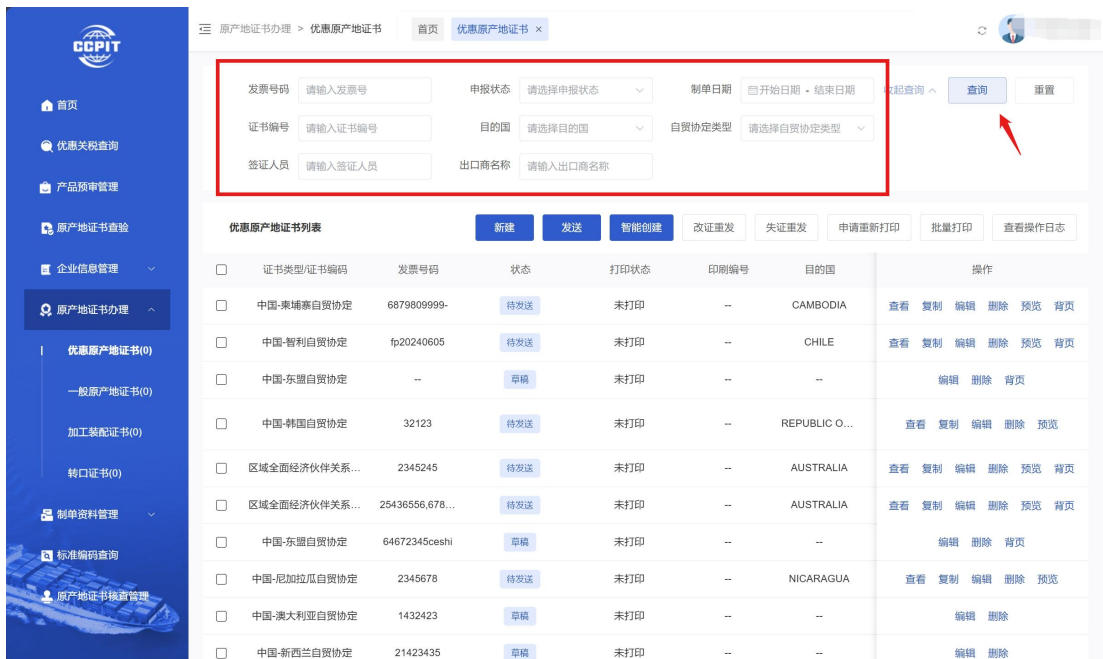 CCPIT
原产地证书办理 > 优惠原产地证书 首页 优惠原产地证书 ×
首页
优惠关税查询
产品预审管理
原产地证书查验
企业信息管理
原产地证书办理
优惠原产地证书(0)
一般原产地证书(0)
加工装配证书(0)
转口证书(0)
制单资料管理
标准编码查询
原产地证书核查管理
发票号码 请输入发票号 申报状态 请选择申报状态 制单日期 开始日期 - 结束日期 收起查询 查询 重置
证书编号 请输入证书编号 目的国 请选择目的国 自贸协定类型 请选择自贸协定类型
签证人员 请输入签证人员 出口商名称 请输入出口商名称
优惠原产地证书列表 新建 发送 智能创建 改证重发 失证重发 申请重新打印 批量打印 查看操作日志
证书类型/证书编码 发票号码 状态 打印状态 印刷编号 目的国 操作
中国-柬埔寨自贸协定 6879809999- 待发送 未打印 -- CAMBODIA 查看 复制 编辑 删除 预览 背页
中国-智利自贸协定 fp20240605 待发送 未打印 -- CHILE 查看 复制 编辑 删除 预览 背页
中国-东盟自贸协定 -- 草稿 未打印 -- -- 编辑 删除 背页
中国-韩国自贸协定 32123 待发送 未打印 -- REPUBLIC O... 查看 复制 编辑 删除 预览
区域全面经济伙伴关系... 2345245 待发送 未打印 -- AUSTRALIA 查看 复制 编辑 删除 预览 背页
区域全面经济伙伴关系... 25436556,678... 待发送 未打印 -- AUSTRALIA 查看 复制 编辑 删除 预览 背页
中国-东盟自贸协定 64672345ceshi 草稿 未打印 -- -- 编辑 删除 背页
中国-尼加拉瓜自贸协定 2345678 待发送 未打印 -- NICARAGUA 查看 复制 编辑 删除 预览
中国-澳大利亚自贸协定 1432423 草稿 未打印 -- -- 编辑 删除
中国-新西兰自贸协定 21423435 草稿 未打印 -- -- 编辑 删除